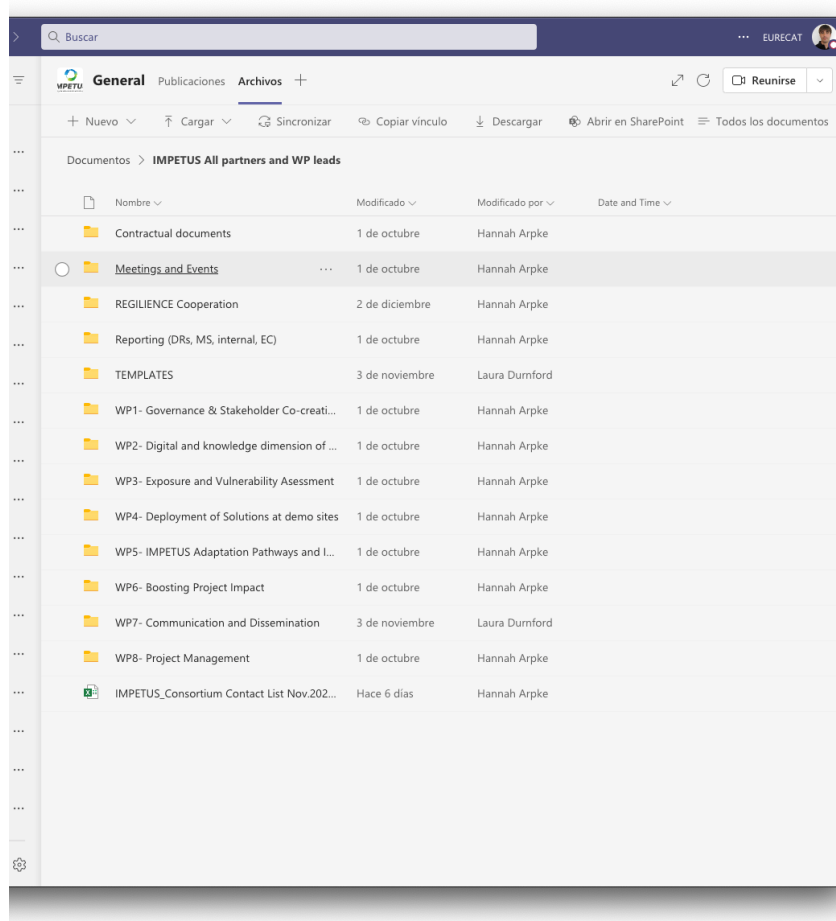 Buscar
... EURECAT
MPETU General Publicaciones Archivos +
Reunirse
+ Nuevo Cargar Sincronizar Copiar vínculo Descargar Abrir en SharePoint Todos los documentos
Documentos > IMPETUS All partners and WP leads
Nombre Modificado Modificado por Date and Time
Contractual documents 1 de octubre Hannah Arpke
Meetings and Events ... 1 de octubre Hannah Arpke
REGILIENCE Cooperation 2 de diciembre Hannah Arpke
Reporting (DRs, MS, internal, EC) 1 de octubre Hannah Arpke
TEMPLATES 3 de noviembre Laura Durnford
WP1- Governance & Stakeholder Co-creati... 1 de octubre Hannah Arpke
WP2- Digital and knowledge dimension of ... 1 de octubre Hannah Arpke
WP3- Exposure and Vulnerability Asessment 1 de octubre Hannah Arpke
WP4- Deployment of Solutions at demo sites 1 de octubre Hannah Arpke
WP5- IMPETUS Adaptation Pathways and I... 1 de octubre Hannah Arpke
WP6- Boosting Project Impact 1 de octubre Hannah Arpke
WP7- Communication and Dissemination 3 de noviembre Laura Durnford
WP8- Project Management 1 de octubre Hannah Arpke
IMPETUS_Consortium Contact List Nov.202... Hace 6 días Hannah Arpke